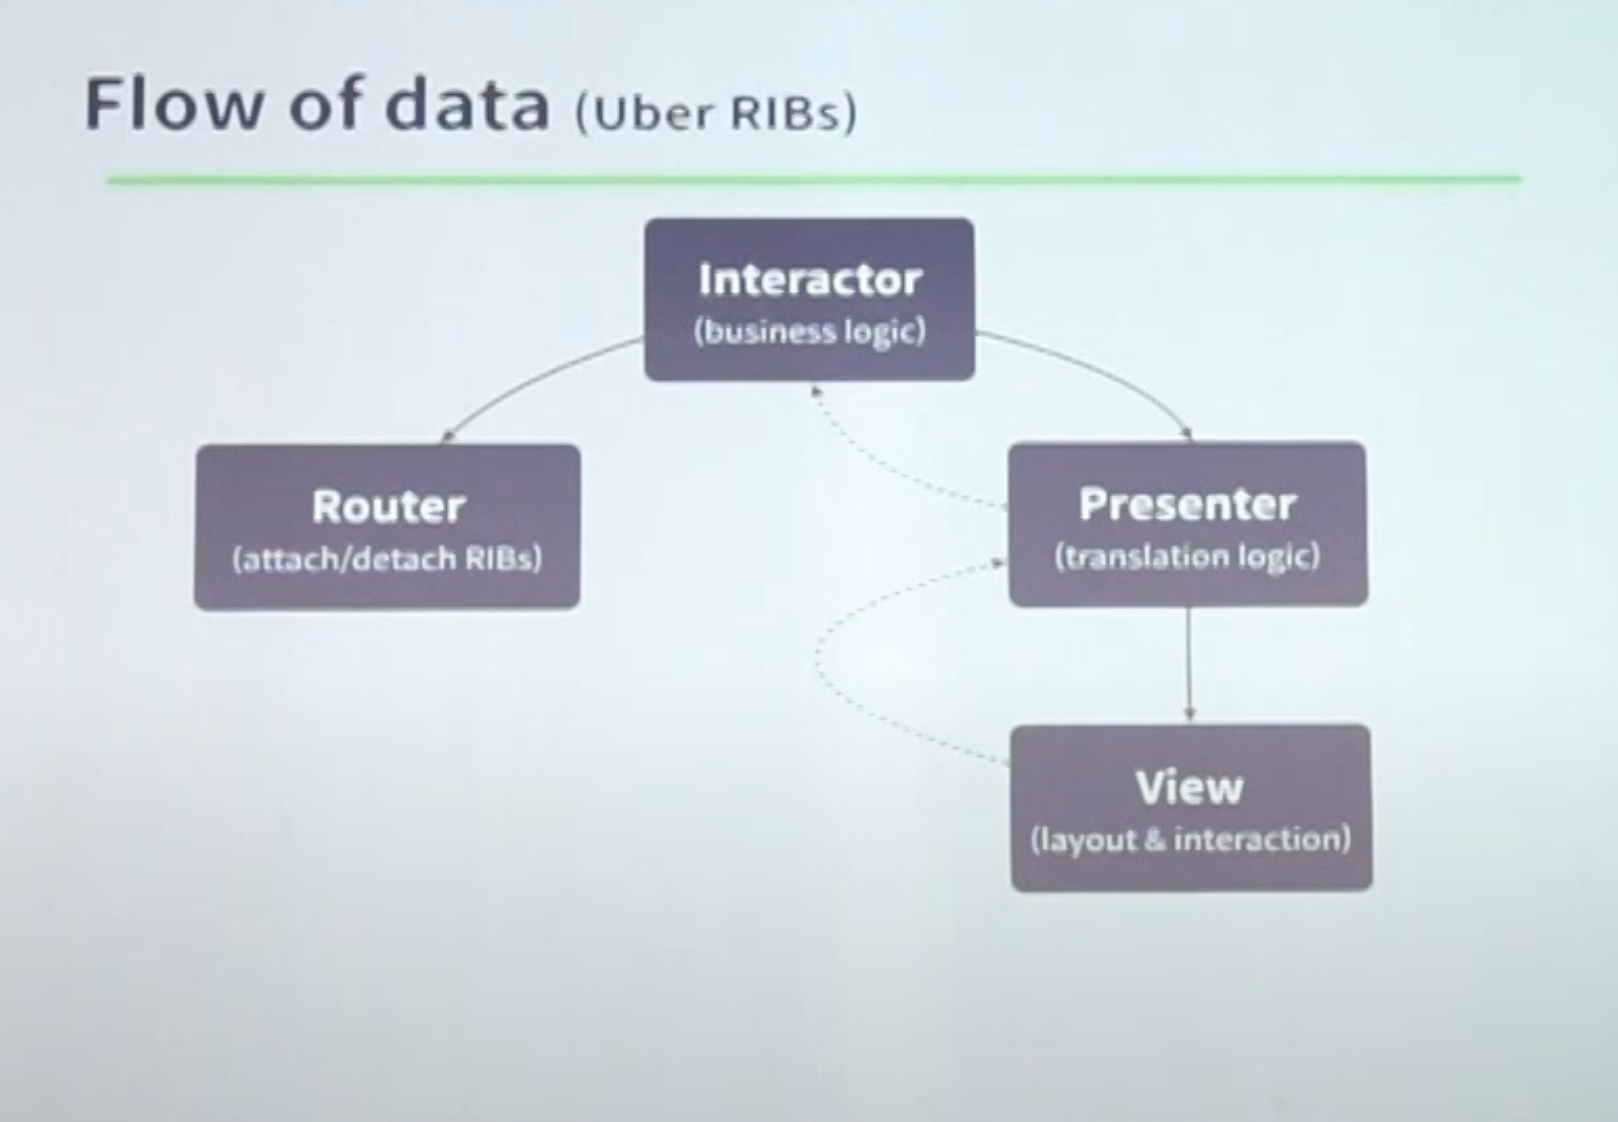 Flow of data (Uber RIBs)
Interactor
(business logic)
Router
(attach/detach RIBs)
Presenter
(translation logic)
View
(layout & interaction)